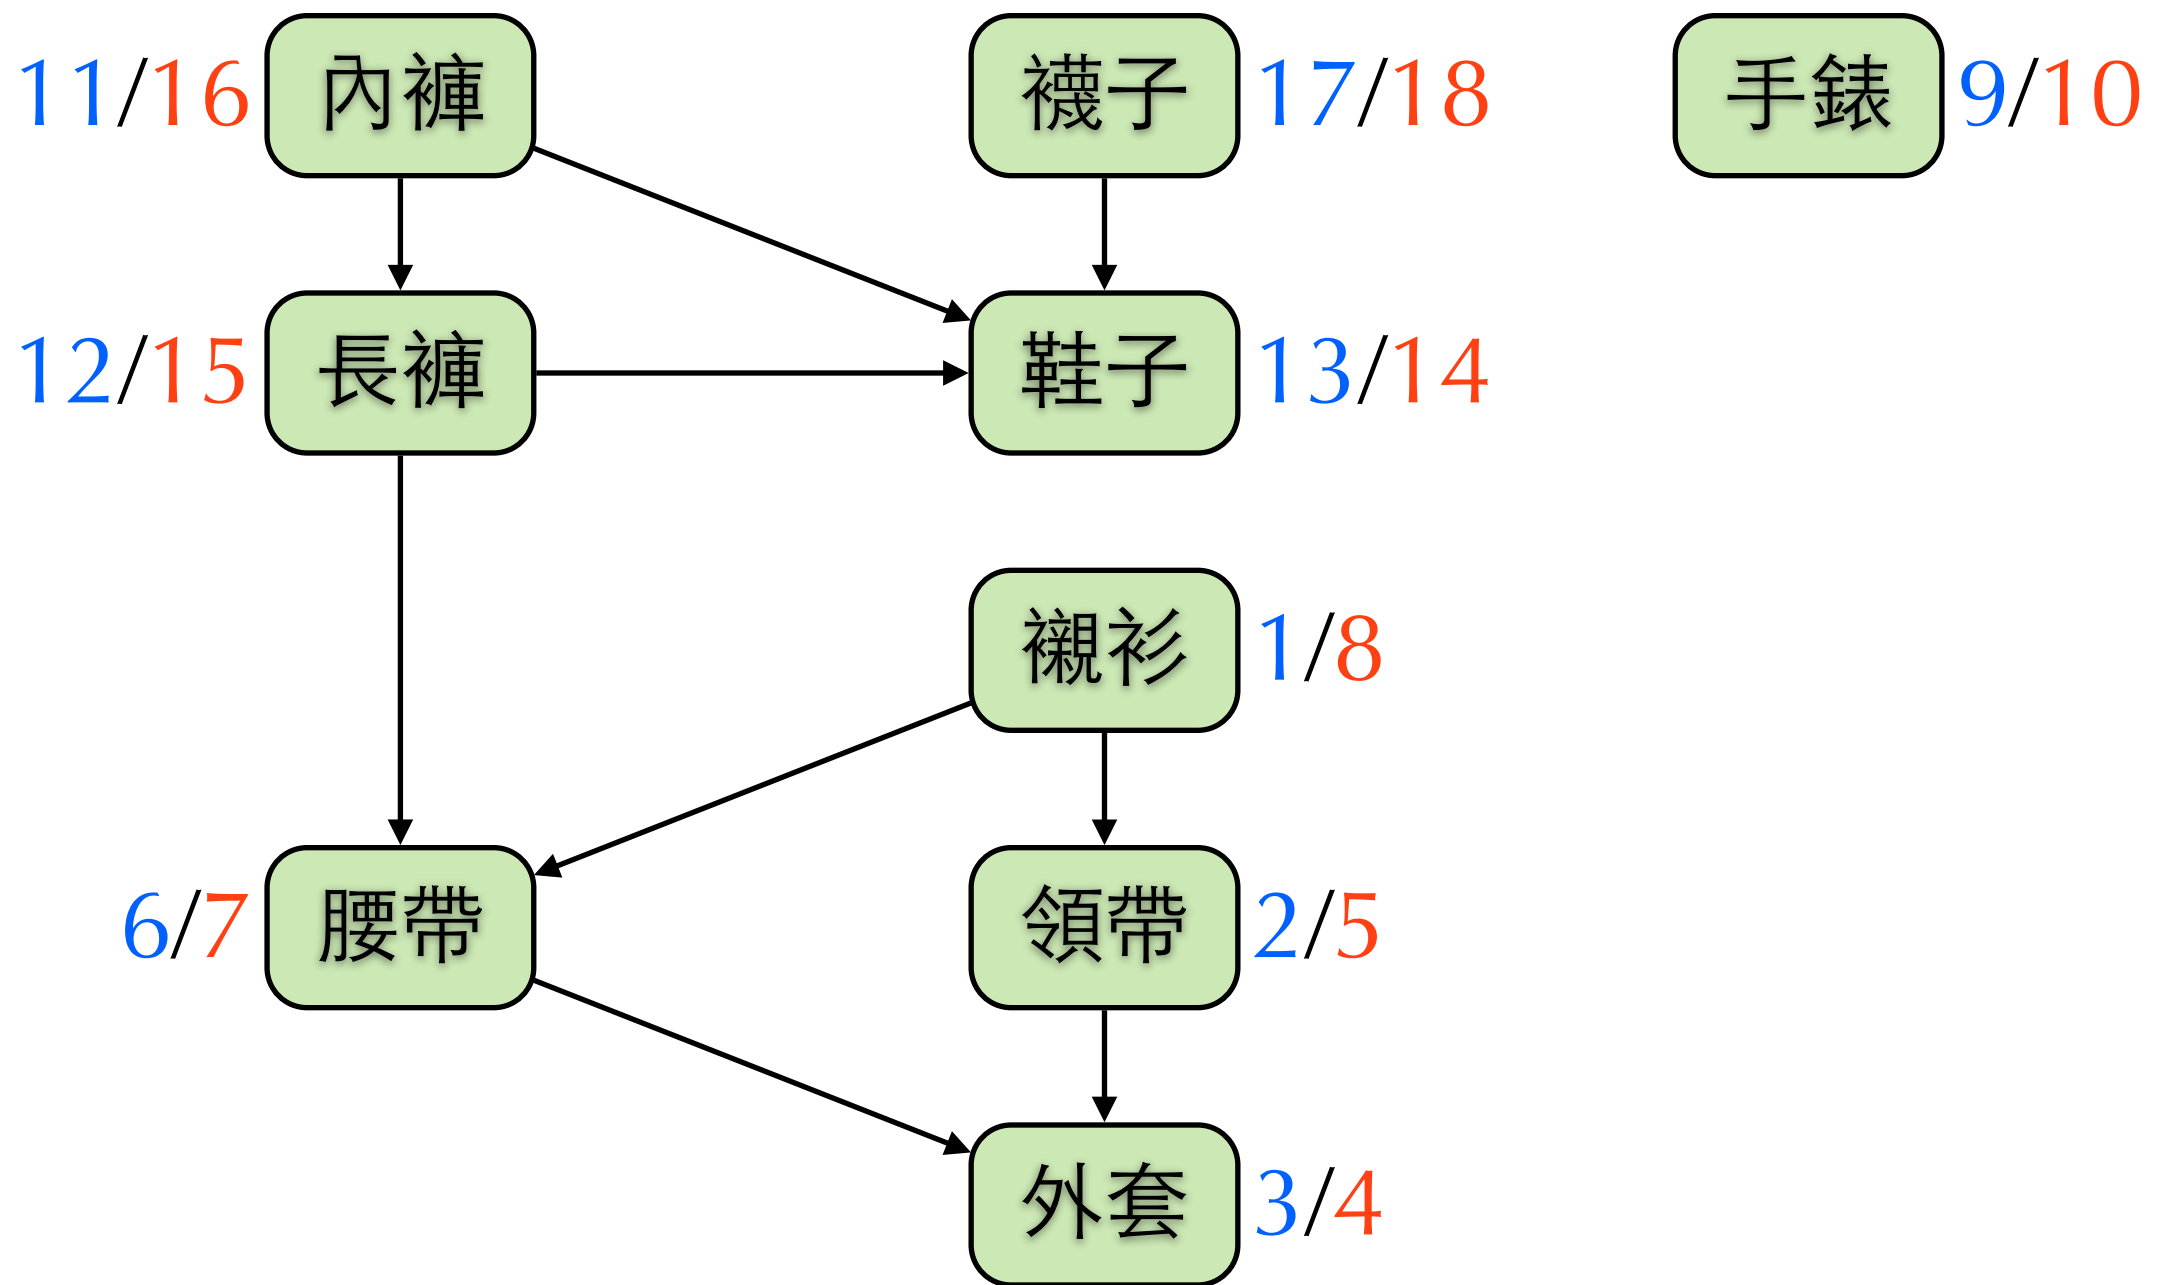 11/16 內褲 襪子 17/18 手錶 9/10
12/15 長褲 鞋子 13/14
襯衫 1/8
6/7 腰帶 領帶 2/5
外套 3/4